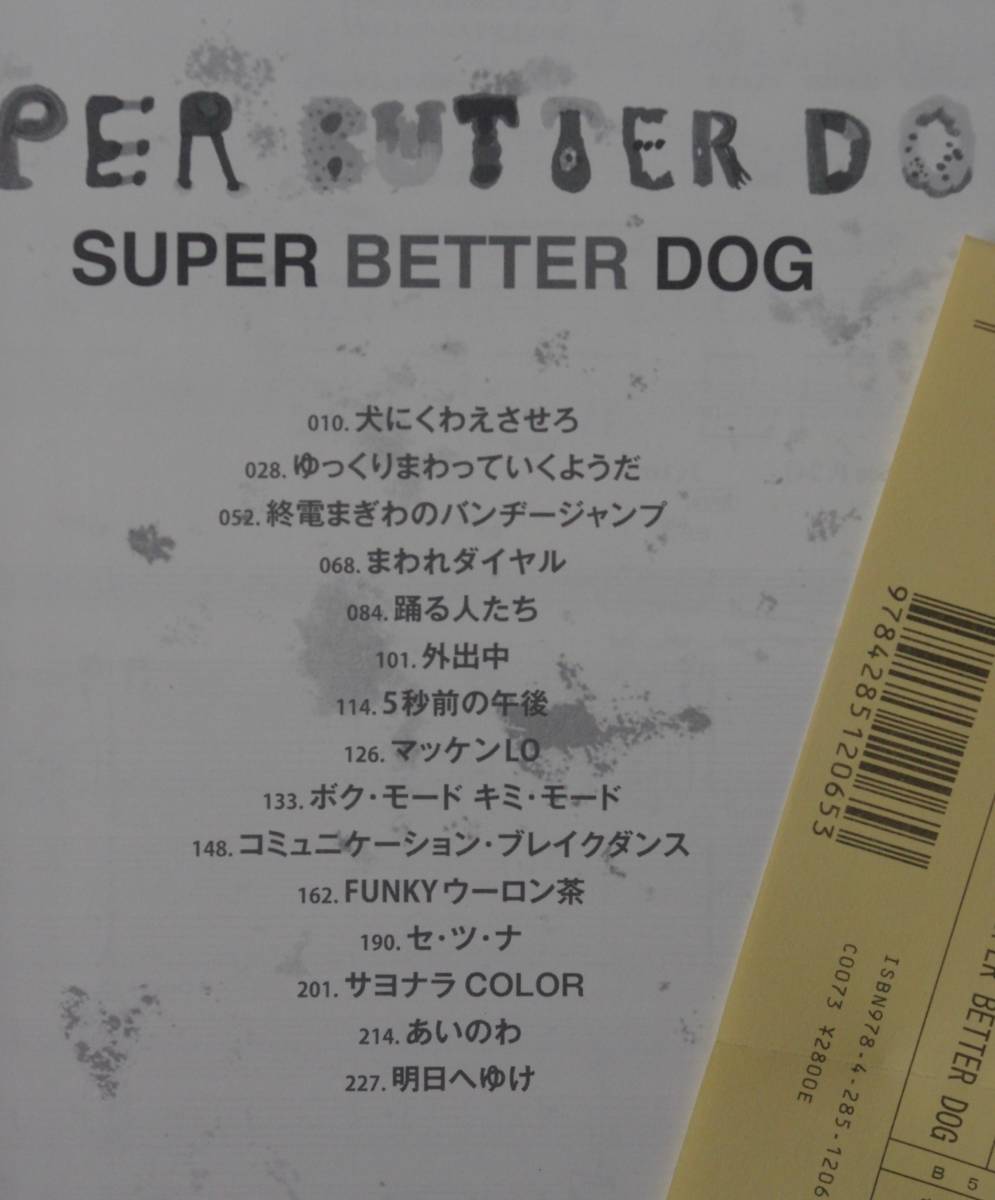 PER BUTTER DO
SUPER BETTER DOG
010. 犬にくわえさせろ
028. ゆっくりまわっていくようだ
052. 終電まぎわのバンヂージャンプ
068. まわれダイヤル
084. 踊る人たち
101. 外出中
114. 5秒前の午後
126. マッケンLO
133. ボク・モード キミ・モード
148. コミュニケーション・ブレイクダンス
162. FUNKYウーロン茶
190. セ・ツ・ナ
201. サヨナラ COLOR
214. あいのわ
227. 明日へゆけ
9784285120653
ISBN978-4-285-1206
C0073 ¥2800E
ER BETTER DOG
B 5